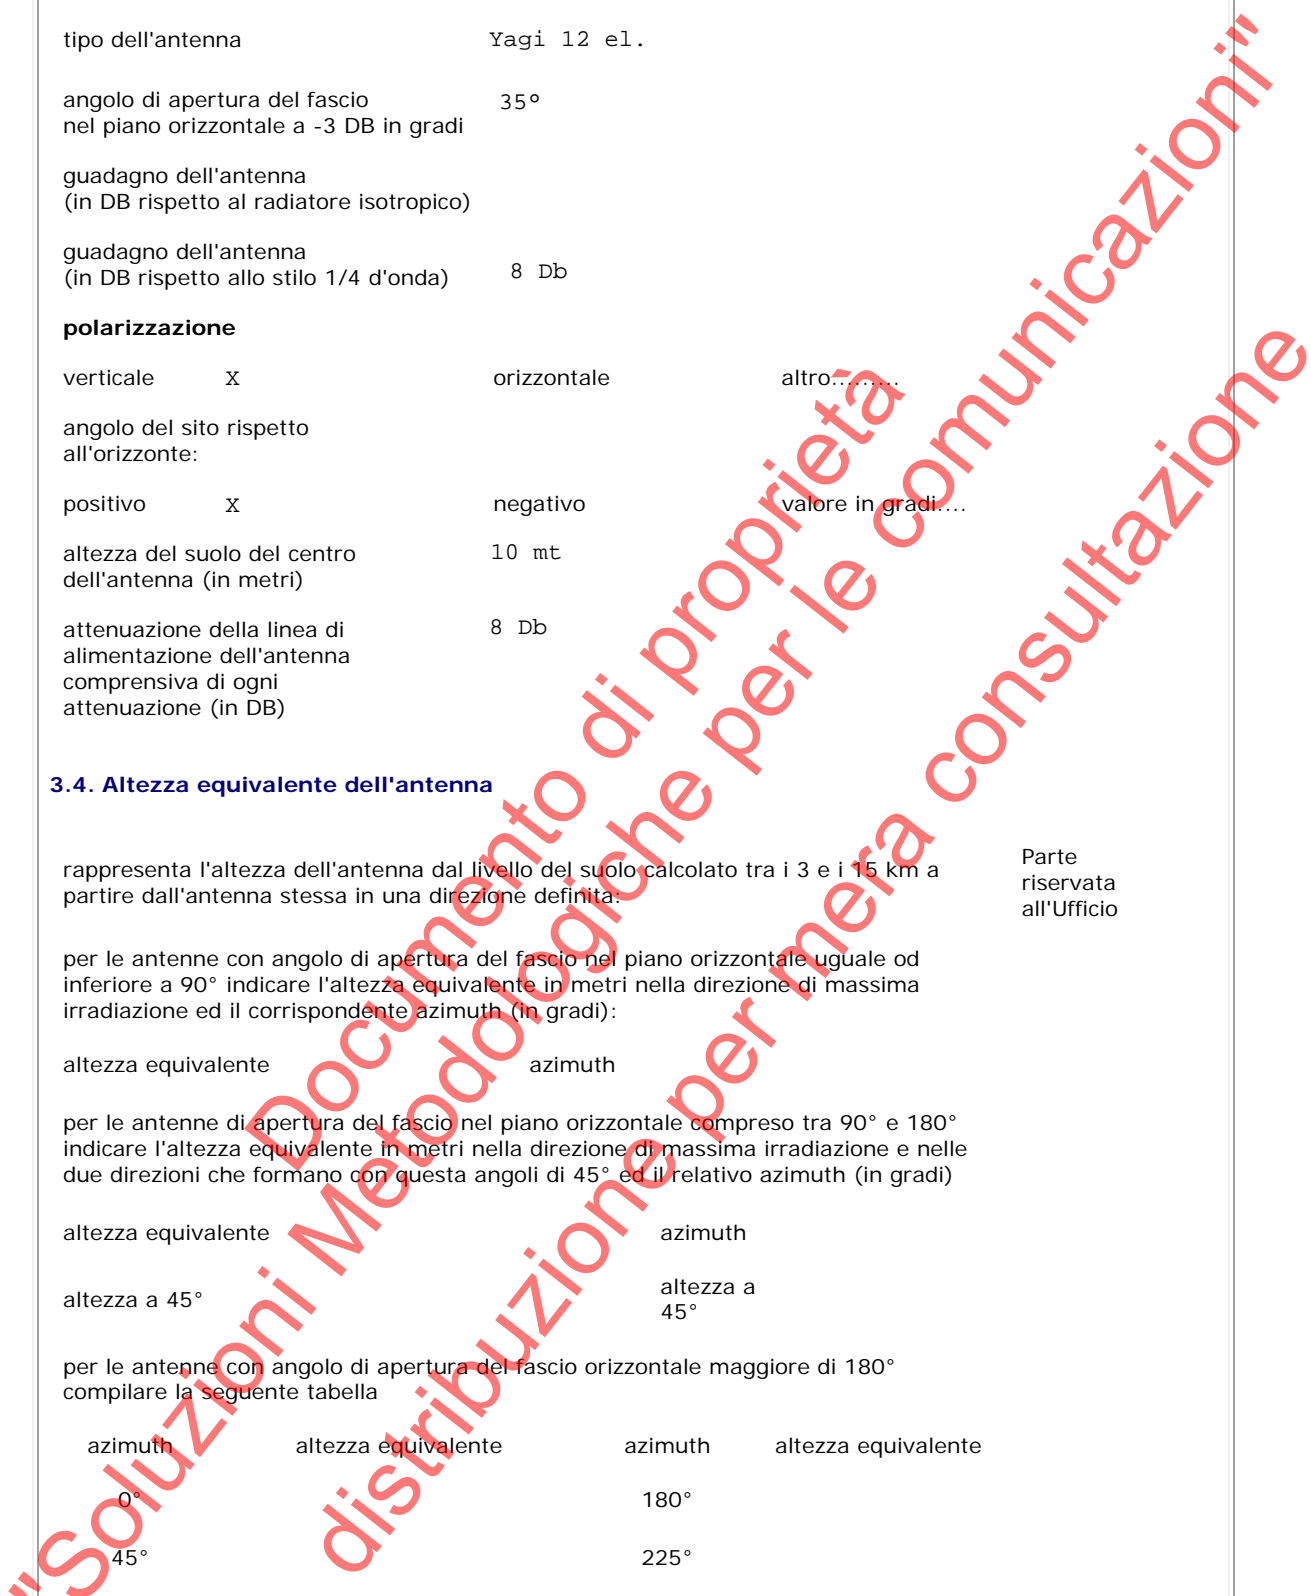 tipo dell'antenna Yagi 12 el.
angolo di apertura del fascio 35°
nel piano orizzontale a -3 DB in gradi
guadagno dell'antenna
(in DB rispetto al radiatore isotropico)
guadagno dell'antenna
(in DB rispetto allo stilo 1/4 d'onda) 8 Db
polarizzazione
verticale X orizzontale altro.........
angolo del sito rispetto
all'orizzonte:
positivo X negativo valore in gradi....
altezza del suolo del centro 10 mt
dell'antenna (in metri)
attenuazione della linea di 8 Db
alimentazione dell'antenna
comprensiva di ogni
attenuazione (in DB)
3.4. Altezza equivalente dell'antenna
rappresenta l'altezza dell'antenna dal livello del suolo calcolato tra i 3 e i 15 km a
partire dall'antenna stessa in una direzione definita:
Parte
riservata
all'Ufficio
per le antenne con angolo di apertura del fascio nel piano orizzontale uguale od
inferiore a 90° indicare l'altezza equivalente in metri nella direzione di massima
irradiazione ed il corrispondente azimuth (in gradi):
altezza equivalente azimuth
per le antenne di apertura del fascio nel piano orizzontale compreso tra 90° e 180°
indicare l'altezza equivalente in metri nella direzione di massima irradiazione e nelle
due direzioni che formano con questa angoli di 45° ed il relativo azimuth (in gradi)
altezza equivalente azimuth
altezza a 45° altezza a
45°
per le antenne con angolo di apertura del fascio orizzontale maggiore di 180°
compilare la seguente tabella
azimuth altezza equivalente azimuth altezza equivalente
0° 180°
45° 225°
Documento di proprietà
"Soluzioni Metodologiche per le comunicazioni"
distribuzione per mera consultazione